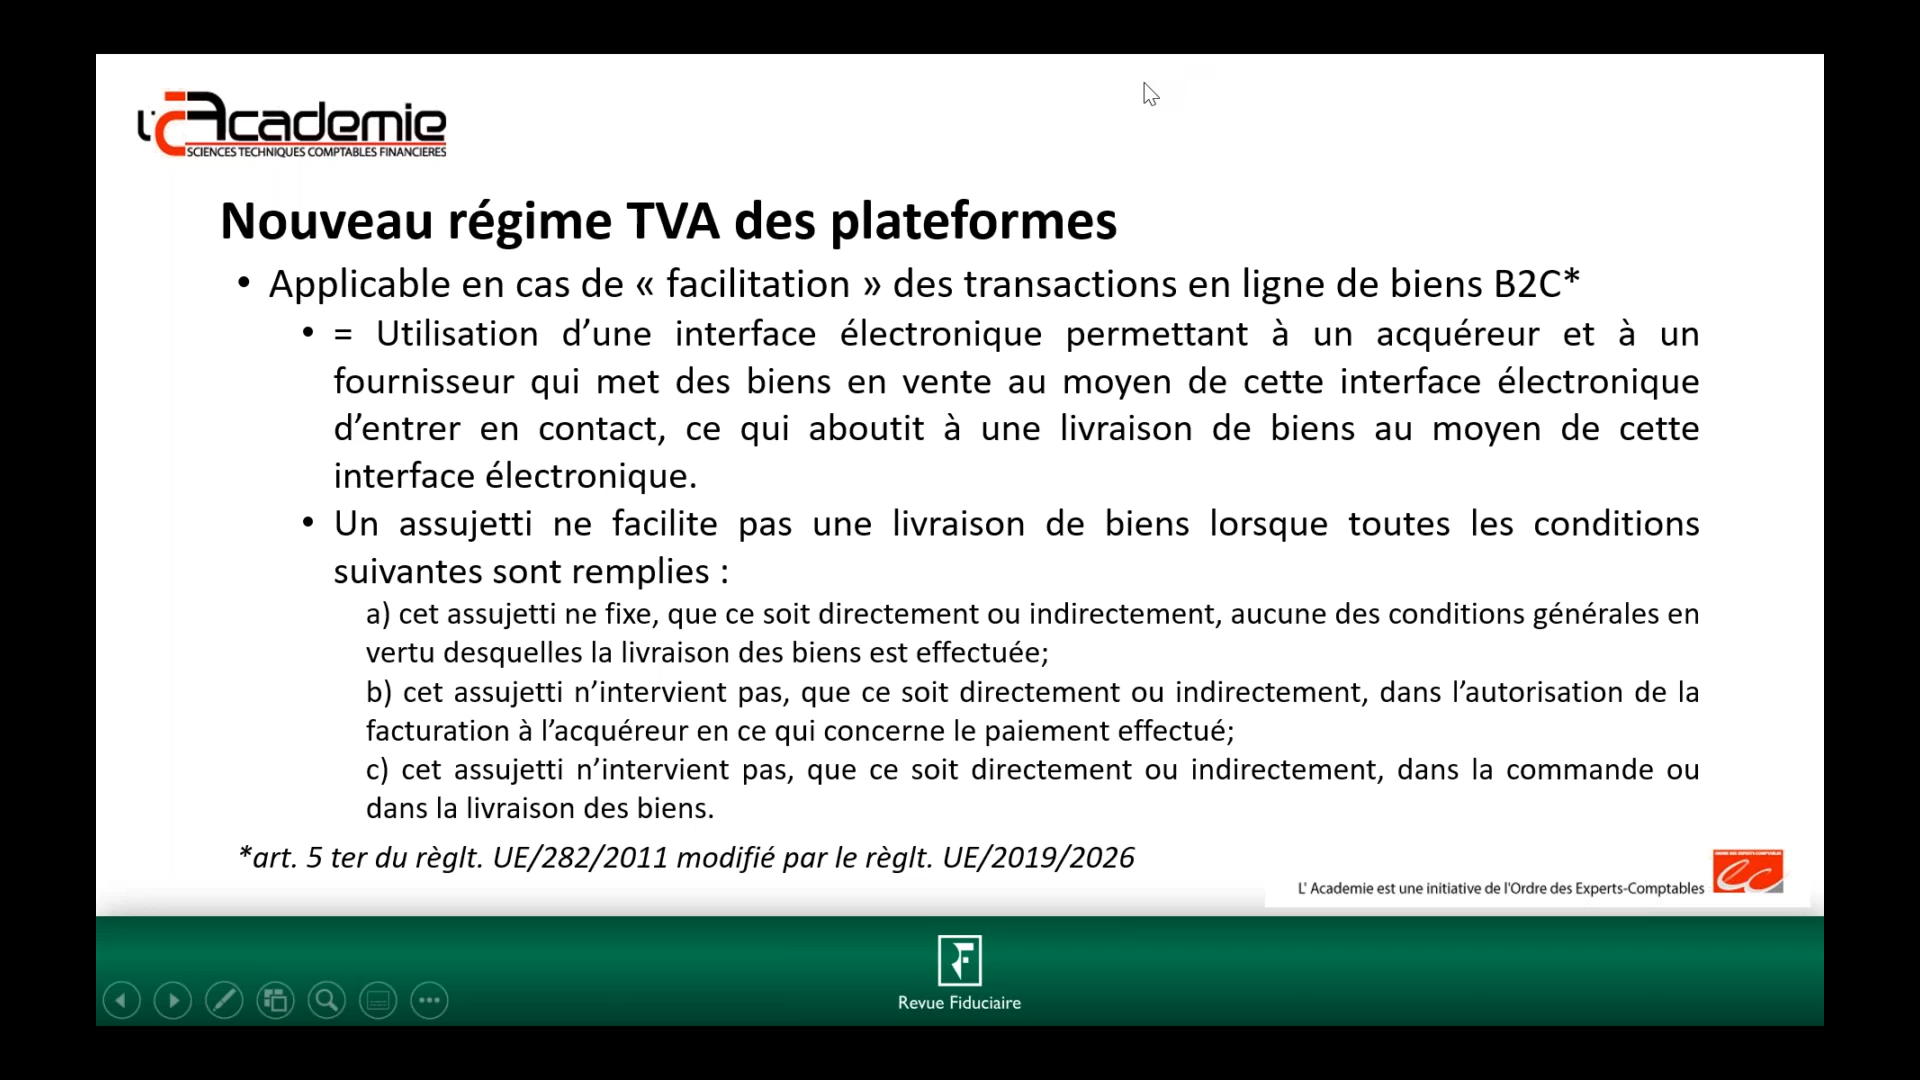 L'Academie
SCIENCES TECHNIQUES COMPTABLES FINANCIERES
Nouveau régime TVA des plateformes
• Applicable en cas de « facilitation » des transactions en ligne de biens B2C*
• = Utilisation d’une interface électronique permettant à un acquéreur et à un
fournisseur qui met des biens en vente au moyen de cette interface électronique
d’entrer en contact, ce qui aboutit à une livraison de biens au moyen de cette
interface électronique.
• Un assujetti ne facilite pas une livraison de biens lorsque toutes les conditions
suivantes sont remplies :
a) cet assujetti ne fixe, que ce soit directement ou indirectement, aucune des conditions générales en
vertu desquelles la livraison des biens est effectuée;
b) cet assujetti n’intervient pas, que ce soit directement ou indirectement, dans l’autorisation de la
facturation à l’acquéreur en ce qui concerne le paiement effectué;
c) cet assujetti n’intervient pas, que ce soit directement ou indirectement, dans la commande ou
dans la livraison des biens.
*art. 5 ter du règlt. UE/282/2011 modifié par le règlt. UE/2019/2026
ORDRE DES EXPERTS-COMPTABLES
ec
L' Academie est une initiative de l'Ordre des Experts-Comptables
Revue Fiduciaire